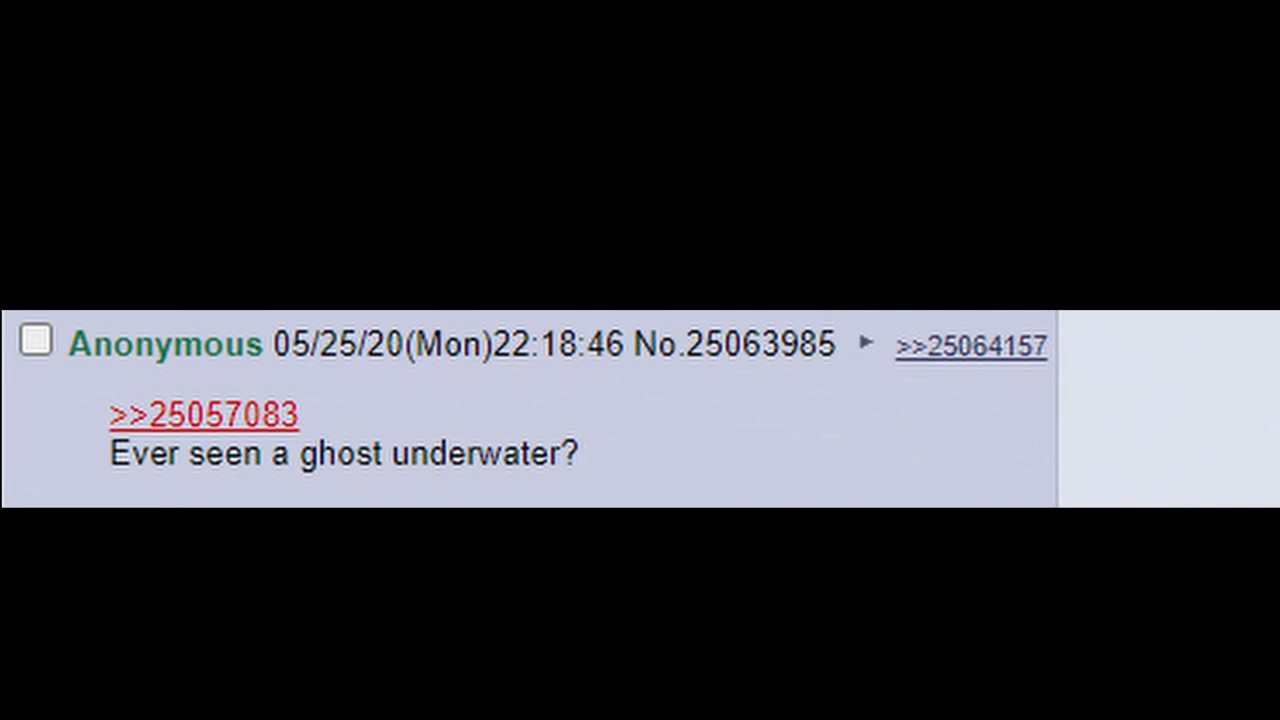 Anonymous 05/25/20(Mon)22:18:46 No.25063985 ▶ >>25064157
>>25057083
Ever seen a ghost underwater?